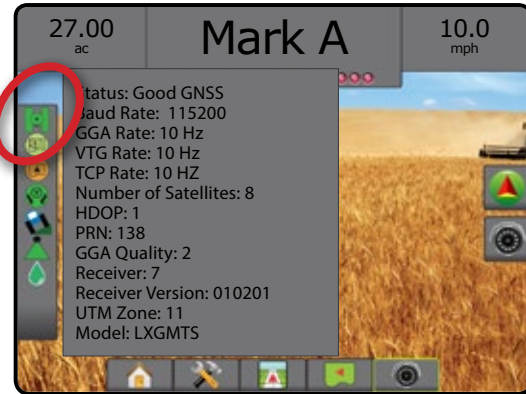 27.00
ac
Mark A
10.0
mph
Status: Good GNSS
Baud Rate: 115200
GGA Rate: 10 Hz
VTG Rate: 10 Hz
TCP Rate: 10 HZ
Number of Satellites: 8
HDOP: 1
PRN: 138
GGA Quality: 2
Receiver: 7
Receiver Version: 010201
UTM Zone: 11
Model: LXGMTS